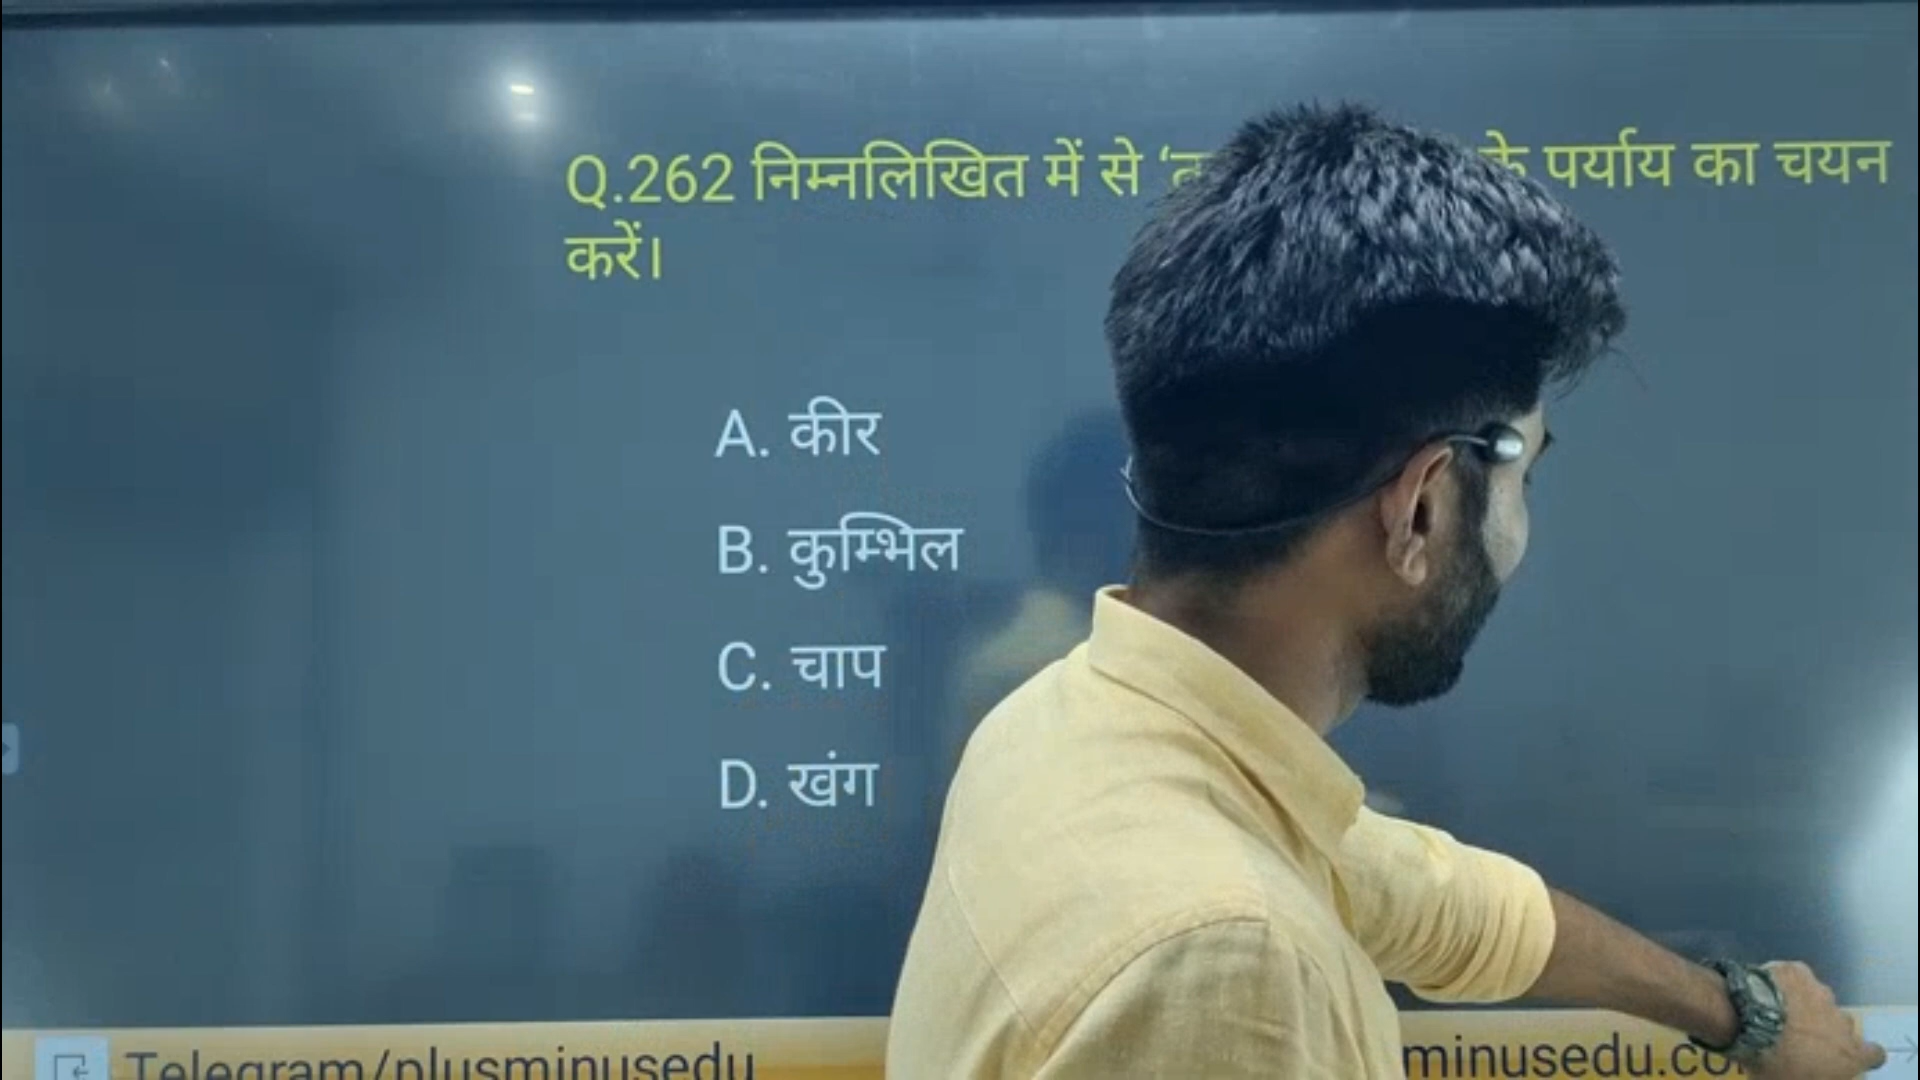 Q.262 निम्नलिखित में से के पर्याय का चयन
करें।
A. कीर
B. कुम्भिल
C. चाप
D. खंग
Telegram/plusminusedu minusedu.co